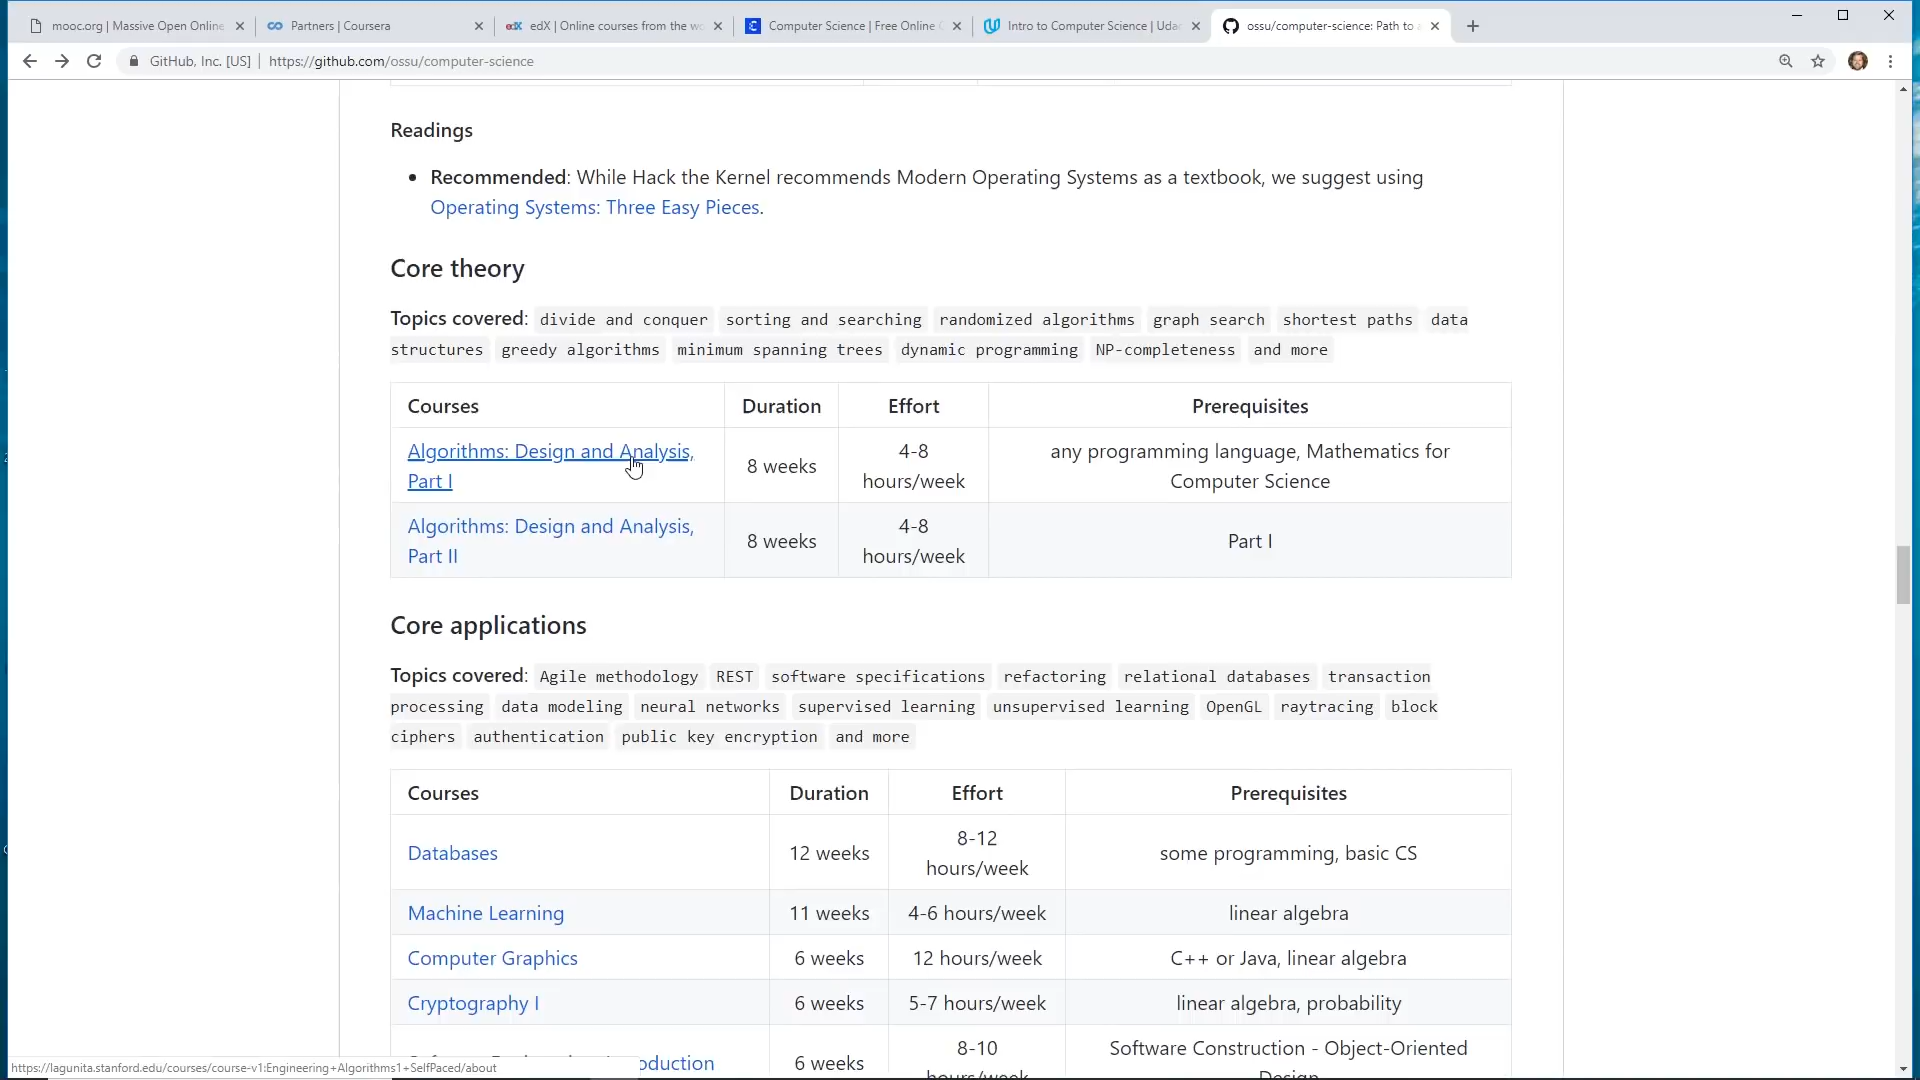 mooc.org | Massive Open Online
Partners | Coursera
edX | Online courses from the wo
Computer Science | Free Online C
Intro to Computer Science | Udac
ossu/computer-science: Path to a
GitHub, Inc. [US] | https://github.com/ossu/computer-science
Readings
• Recommended: While Hack the Kernel recommends Modern Operating Systems as a textbook, we suggest using
Operating Systems: Three Easy Pieces.
Core theory
Topics covered: divide and conquer sorting and searching randomized algorithms graph search shortest paths data
structures greedy algorithms minimum spanning trees dynamic programming NP-completeness and more
Courses Duration Effort Prerequisites
Algorithms: Design and Analysis,
Part I
8 weeks
4-8
hours/week
any programming language, Mathematics for
Computer Science
Algorithms: Design and Analysis,
Part II
8 weeks
4-8
hours/week
Part I
Core applications
Topics covered: Agile methodology REST software specifications refactoring relational databases transaction
processing data modeling neural networks supervised learning unsupervised learning OpenGL raytracing block
ciphers authentication public key encryption and more
Courses Duration Effort Prerequisites
Databases
12 weeks
8-12
hours/week
some programming, basic CS
Machine Learning 11 weeks 4-6 hours/week linear algebra
Computer Graphics 6 weeks 12 hours/week C++ or Java, linear algebra
Cryptography I 6 weeks 5-7 hours/week linear algebra, probability
oduction
6 weeks
8-10
hours/week
Software Construction - Object-Oriented
Design
https://lagunita.stanford.edu/courses/course-v1:Engineering+Algorithms1+SelfPaced/about